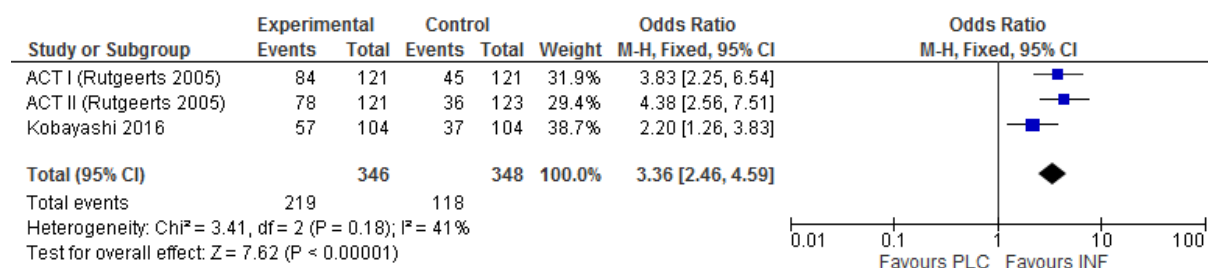 Experimental Control Odds Ratio Odds Ratio
Study or Subgroup Events Total Events Total Weight M-H, Fixed, 95% CI M-H, Fixed, 95% CI
ACT I (Rutgeerts 2005) 84 121 45 121 31.9% 3.83 [2.25, 6.54]
ACT II (Rutgeerts 2005) 78 121 36 123 29.4% 4.38 [2.56, 7.51]
Kobayashi 2016 57 104 37 104 38.7% 2.20 [1.26, 3.83]
Total (95% CI) 346 348 100.0% 3.36 [2.46, 4.59]
Total events 219 118
Heterogeneity: Chi² = 3.41, df = 2 (P = 0.18); I² = 41%
Test for overall effect: Z = 7.62 (P < 0.00001)
0.01 0.1 1 10 100
Favours PLC Favours INF